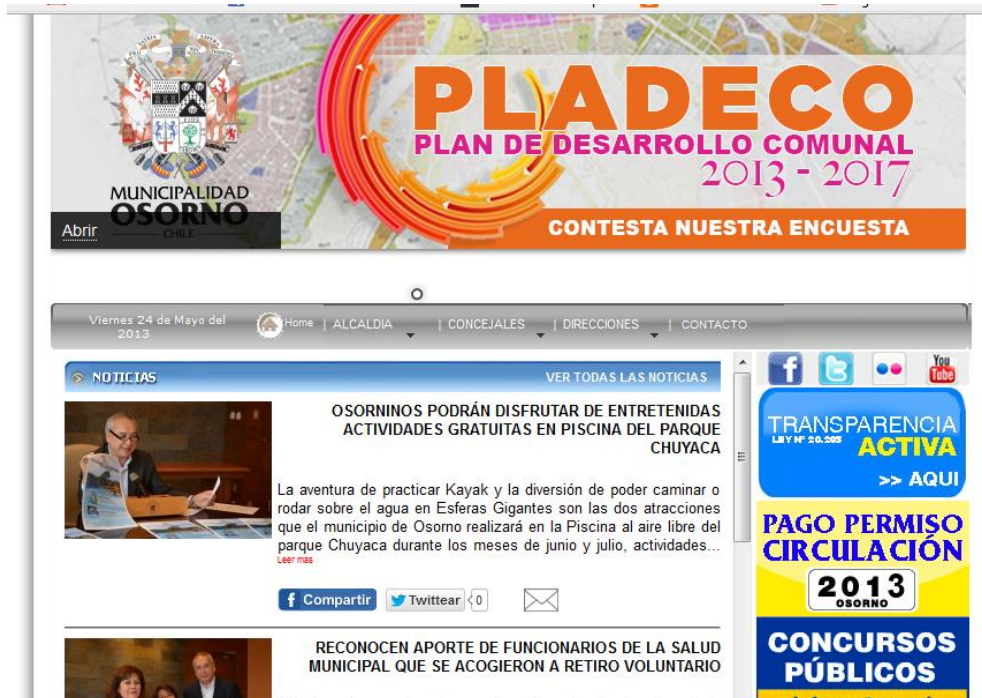 PLADECO
PLAN DE DESARROLLO COMUNAL
2013 - 2017
MUNICIPALIDAD
OSORNO
CHILE
Abrir
CONTESTA NUESTRA ENCUESTA
Viernes 24 de Mayo del
2013
Home | ALCALDIA | CONCEJALES | DIRECCIONES | CONTACTO
NOTICIAS
VER TODAS LAS NOTICIAS
OSORNINOS PODRÁN DISFRUTAR DE ENTRETENIDAS
ACTIVIDADES GRATUITAS EN PISCINA DEL PARQUE
CHUYACA
La aventura de practicar Kayak y la diversión de poder caminar o
rodar sobre el agua en Esferas Gigantes son las dos atracciones
que el municipio de Osorno realizará en la Piscina al aire libre del
parque Chuyaca durante los meses de junio y julio, actividades...
Leer mas
f Compartir
Twittear 0
RECONOCEN APORTE DE FUNCIONARIOS DE LA SALUD
MUNICIPAL QUE SE ACOGIERON A RETIRO VOLUNTARIO
You
Tube
TRANSPARENCIA
LEY Nº 20.285
ACTIVA
>> AQUI
PAGO PERMISO
CIRCULACIÓN
2013
OSORNO
CONCURSOS
PÚBLICOS